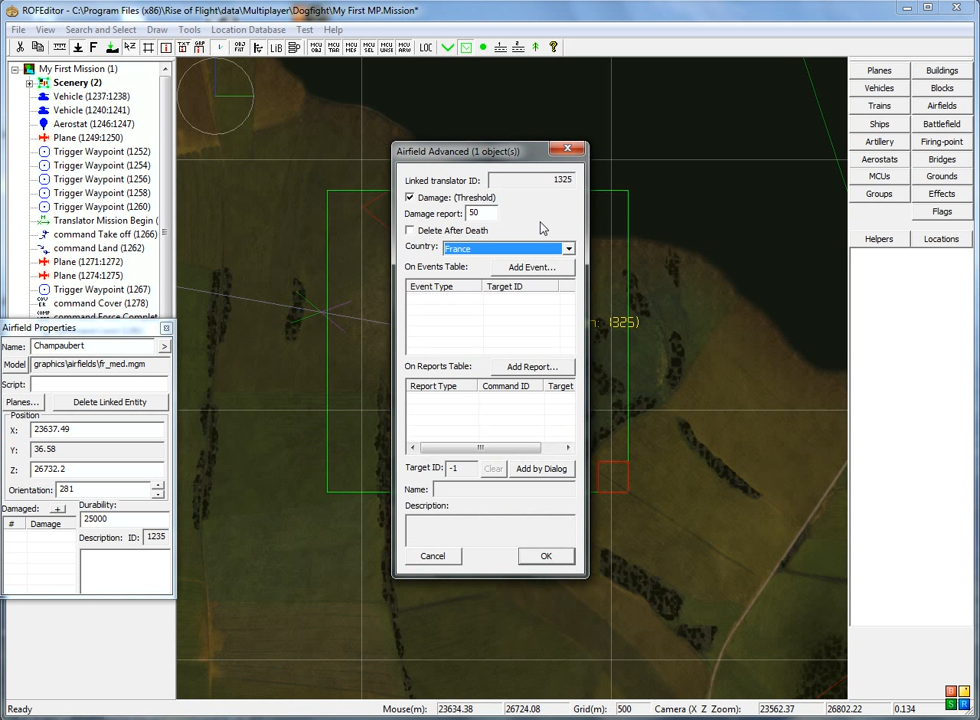 ROFEditor - C:\Program Files (x86)\Rise of Flight\data\Multiplayer\Dogfight\My First MP.Mission*
File View Search and Select Draw Tools Location Database Test Help
LIB
LOC
My First Mission (1)
Scenery (2)
Vehicle (1237:1238)
Vehicle (1240:1241)
Aerostat (1246:1247)
Plane (1249:1250)
Trigger Waypoint (1252)
Trigger Waypoint (1254)
Trigger Waypoint (1256)
Trigger Waypoint (1258)
Trigger Waypoint (1260)
Translator Mission Begin (
command Take off (1266)
command Land (1262)
Plane (1271:1272)
Plane (1274:1275)
Trigger Waypoint (1267)
command Cover (1278)
command Force Complet
Airfield Properties
Name: Champaubert >
Model graphics\airfields\fr_med.mgm
Script:
Planes... Delete Linked Entity
Position
X: 23637.49
Y: 36.58
Z: 26732.2
Orientation: 281
Damaged: + Durability:
# Damage 25000
Description: ID: 1235
Airfield Advanced (1 object(s))
Linked translator ID: 1325
Damage: (Threshold)
Damage report: 50
Delete After Death
Country: France
On Events Table: Add Event...
Event Type Target ID
On Reports Table: Add Report...
Report Type Command ID Target
Target ID: -1 Clear Add by Dialog
Name:
Description:
Cancel OK
1325)
Planes Buildings
Vehicles Blocks
Trains Airfields
Ships Battlefield
Artillery Firing-point
Aerostats Bridges
MCUs Grounds
Groups Effects
Flags
Helpers Locations
Ready Mouse(m): 23634.38 26724.08 Grid(m): 500 Camera (X Z Zoom): 23562.37 26802.22 0.134